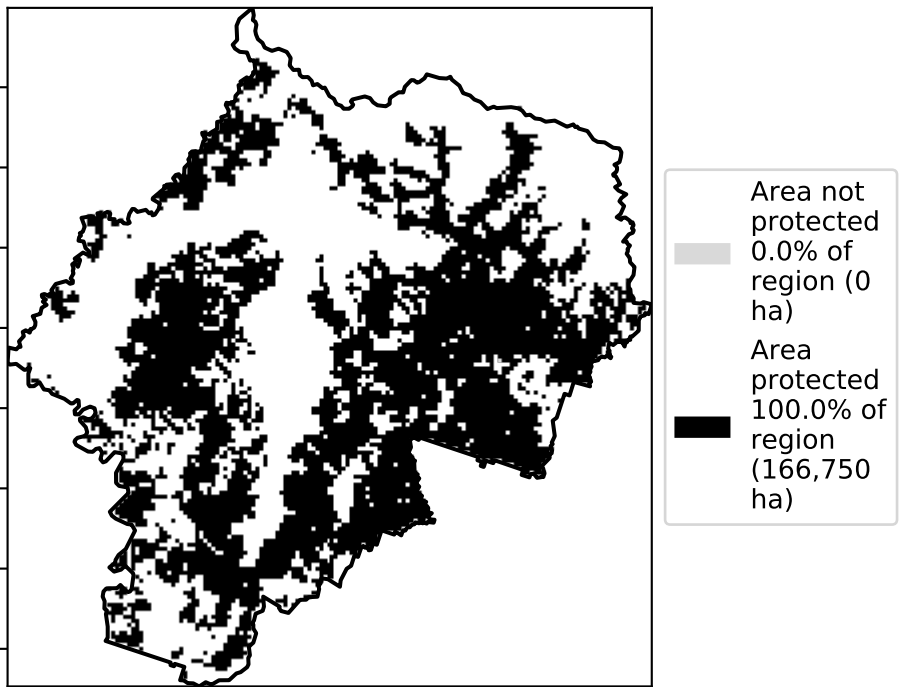 Area not
protected
0.0% of
region (0
ha)
Area
protected
100.0% of
region
(166,750
ha)